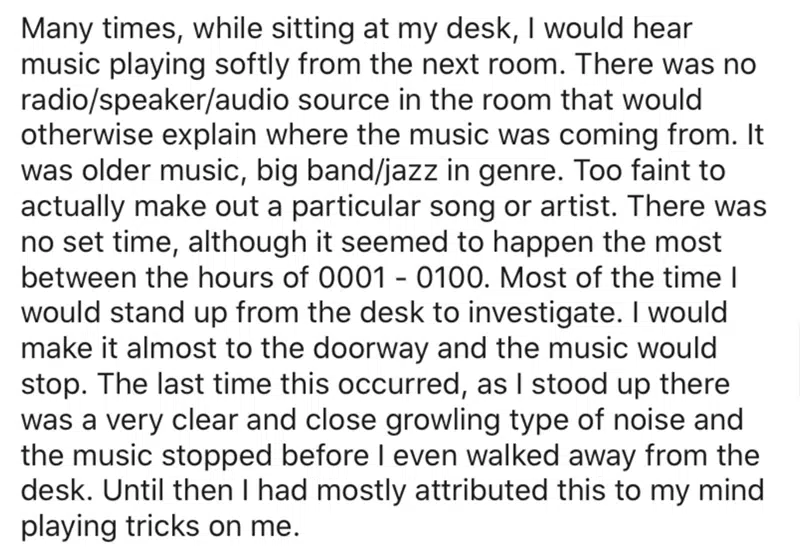 Many times, while sitting at my desk, I would hear
music playing softly from the next room. There was no
radio/speaker/audio source in the room that would
otherwise explain where the music was coming from. It
was older music, big band/jazz in genre. Too faint to
actually make out a particular song or artist. There was
no set time, although it seemed to happen the most
between the hours of 0001 - 0100. Most of the time I
would stand up from the desk to investigate. I would
make it almost to the doorway and the music would
stop. The last time this occurred, as I stood up there
was a very clear and close growling type of noise and
the music stopped before I even walked away from the
desk. Until then I had mostly attributed this to my mind
playing tricks on me.